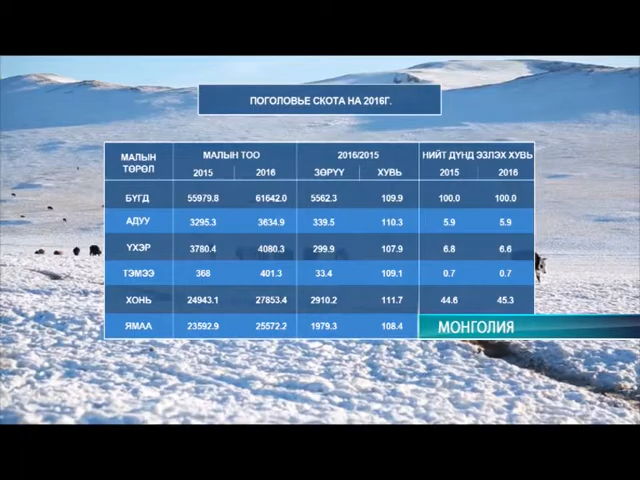 ПОГОЛОВЬЕ СКОТА НА 2016Г.
МАЛЫН ТӨРӨЛ МАЛЫН ТОО 2016/2015 НИЙТ ДҮНД ЭЗЛЭХ ХУВЬ
2015 2016 ЗӨРҮҮ ХУВЬ 2015 2016
БҮГД 55979.8 61642.0 5562.3 109.9 100.0 100.0
АДУУ 3295.3 3634.9 339.5 110.3 5.9 5.9
ҮХЭР 3780.4 4080.3 299.9 107.9 6.8 6.6
ТЭМЭЭ 368 401.3 33.4 109.1 0.7 0.7
ХОНЬ 24943.1 27853.4 2910.2 111.7 44.6 45.3
ЯМАА 23592.9 25572.2 1979.3 108.4
МОНГОЛИЯ